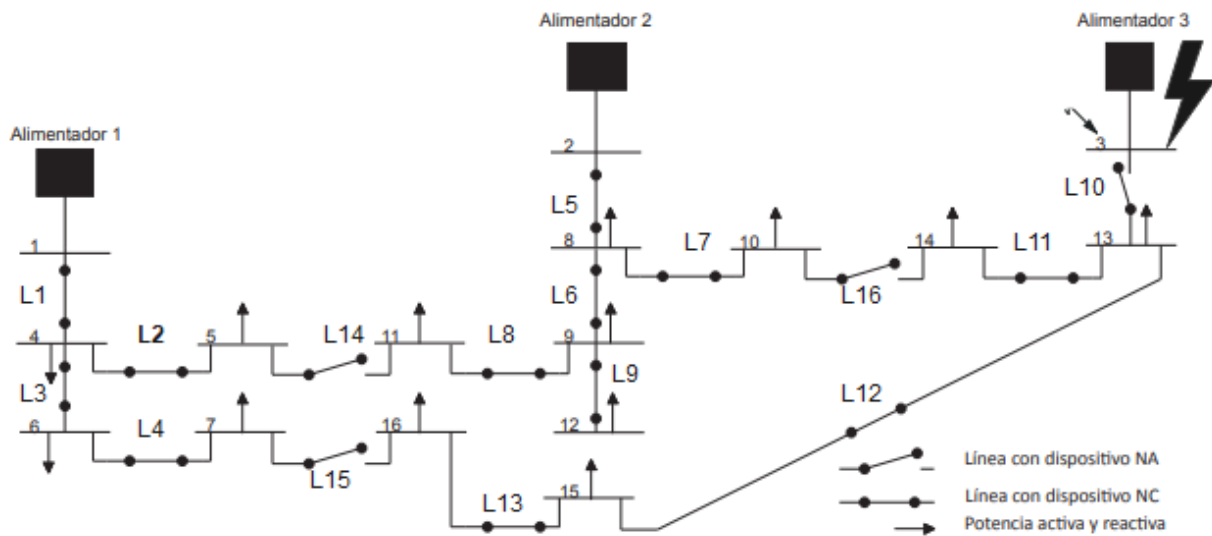 Alimentador 2
Alimentador 3
Alimentador 1
2
3
L10
L5
1
8
L7
10
14
L11
13
L1
L6
L16
4
L2
5
L14
11
L8
9
L3
L9
L12
6
L4
7
16
12
L15
L13
15
Línea con dispositivo NA
Línea con dispositivo NC
Potencia activa y reactiva